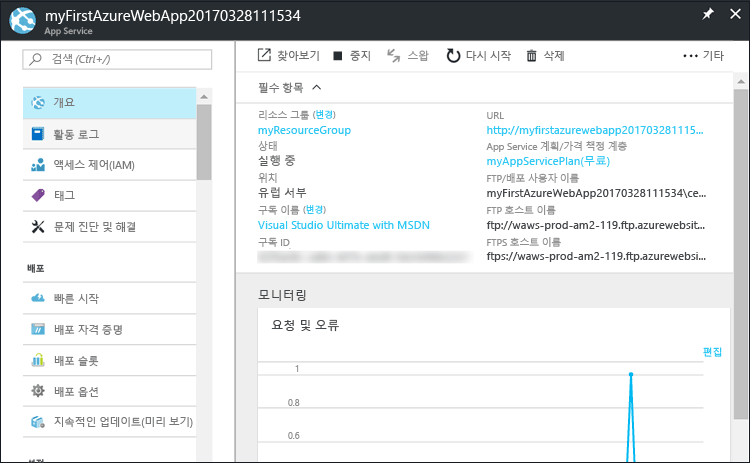 myFirstAzureWebApp20170328111534
App Service
검색 (Ctrl+/)
개요
활동 로그
액세스 제어(IAM)
태그
문제 진단 및 해결
배포
빠른 시작
배포 자격 증명
배포 슬롯
배포 옵션
지속적인 업데이트(미리 보기)
찾아보기 중지 스왑 다시 시작 삭제 기타
필수 항목
리소스 그룹 (변경)
myResourceGroup
상태
실행 중
위치
유럽 서부
구독 이름 (변경)
Visual Studio Ultimate with MSDN
구독 ID
URL
http://myfirstazurewebapp201703281115...
App Service 계획/가격 책정 계층
myAppServicePlan(무료)
FTP/배포 사용자 이름
myFirstAzureWebApp20170328111534\ce...
FTP 호스트 이름
ftp://waws-prod-am2-119.ftp.azurewebsit...
FTPS 호스트 이름
ftps://waws-prod-am2-119.ftp.azurewebsi...
모니터링
요청 및 오류
편집
1
0.8
0.6